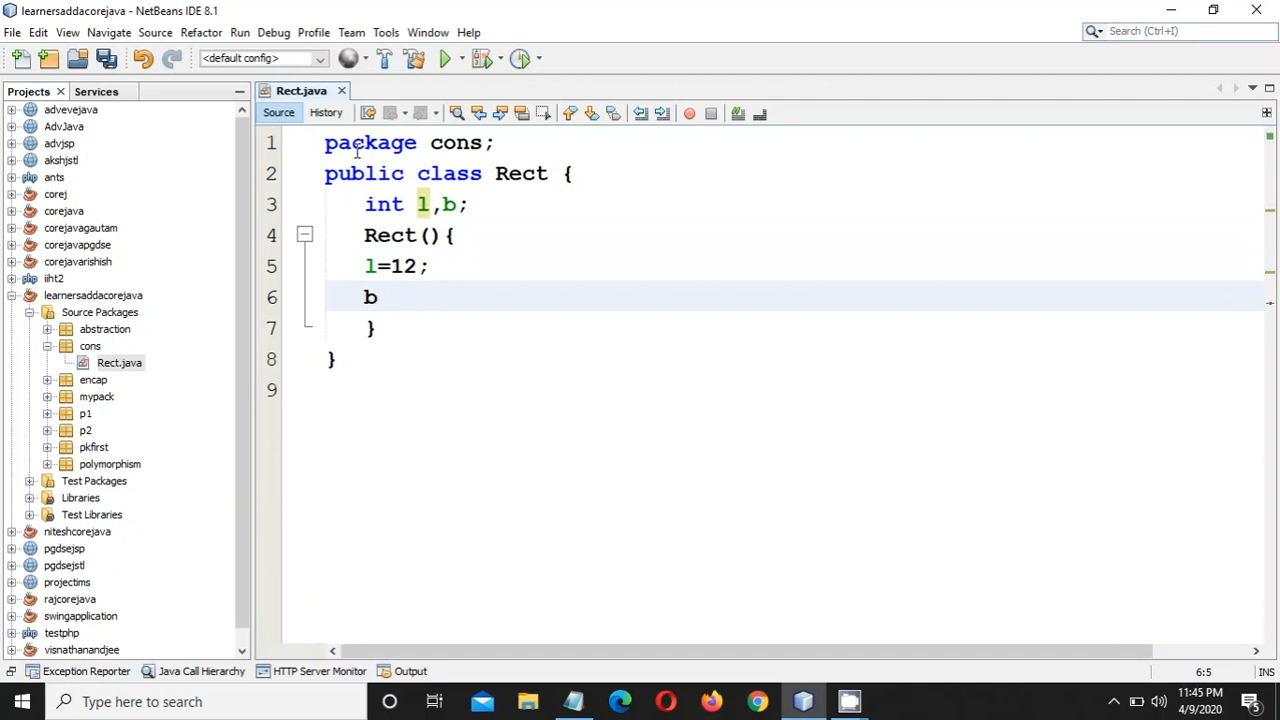 learnersaddacorejava - NetBeans IDE 8.1
File Edit View Navigate Source Refactor Run Debug Profile Team Tools Window Help
Search (Ctrl+I)
<default config>
Projects Services
Rect.java
Source History
advevejava
AdvJava
advjsp
akshjstl
ants
corej
corejava
corejavagautam
corejavapgdse
corejavarishish
iiht2
learnersaddacorejava
Source Packages
abstraction
cons
Rect.java
encap
mypack
p1
p2
pkfirst
polymorphism
Test Packages
Libraries
Test Libraries
niteshcorejava
pgdsejsp
pgdsejstl
projectims
rajcorejava
swingapplication
testphp
visnathanandjee
1 package cons;
2 public class Rect {
3 int l,b;
4 Rect(){
5 l=12;
6 b
7 }
8 }
9
Exception Reporter Java Call Hierarchy HTTP Server Monitor Output
6:5 INS
Type here to search
11:45 PM
4/9/2020
5